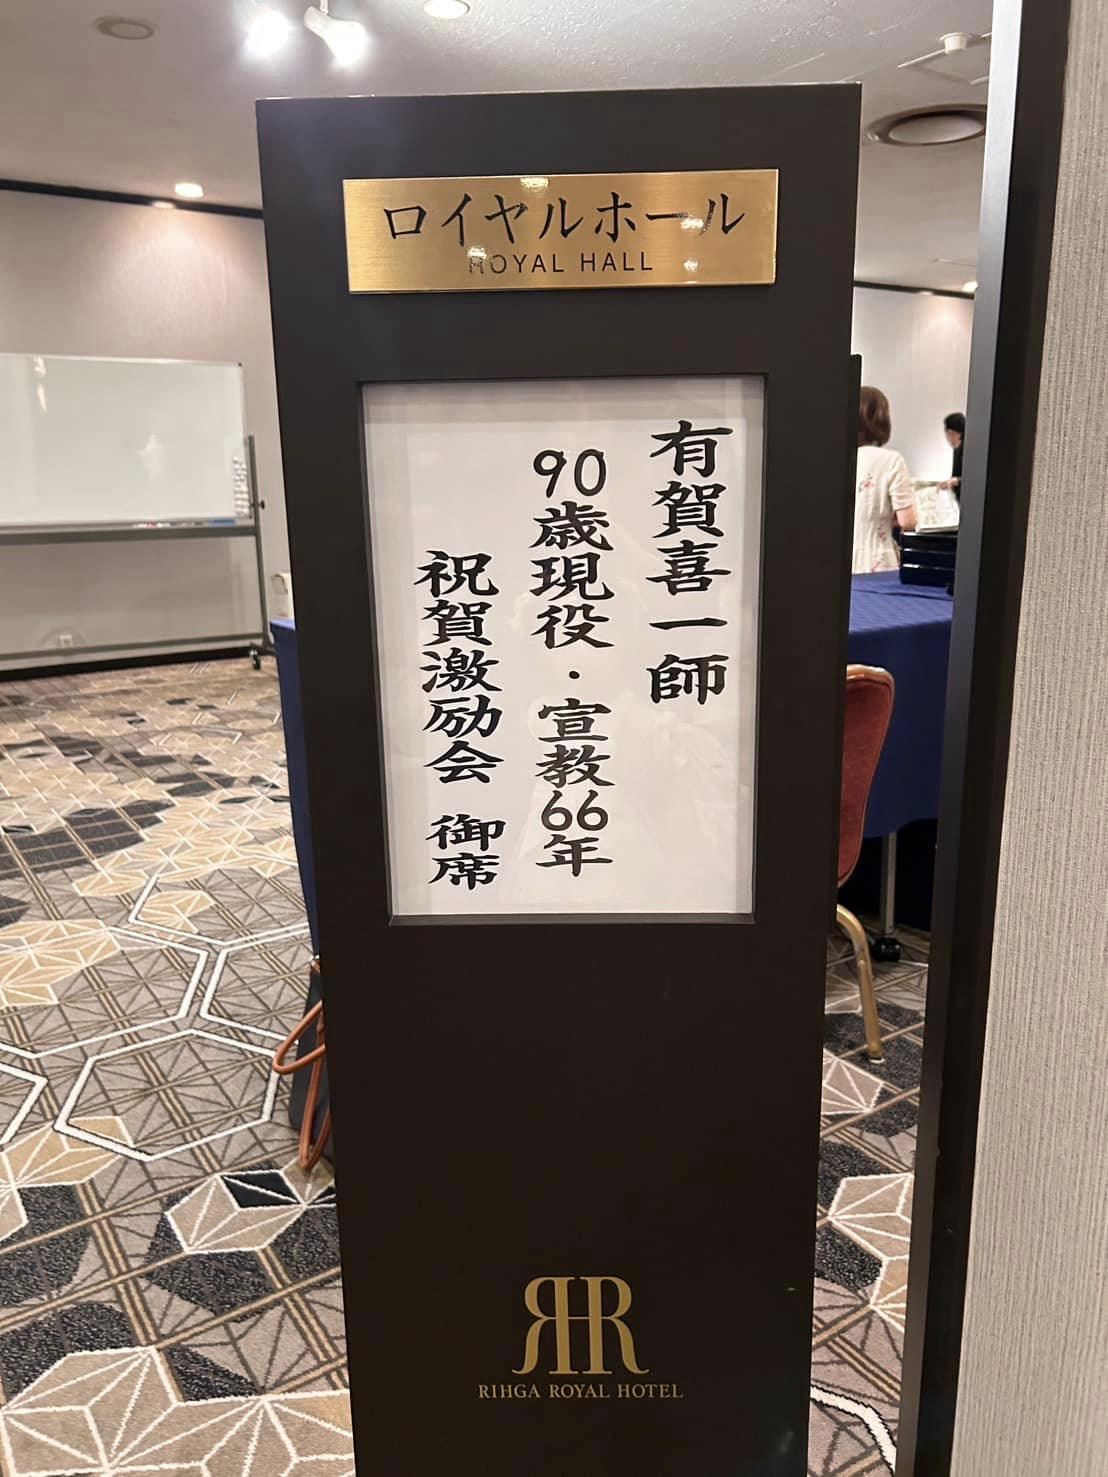 ロイヤルホール
ROYAL HALL
有賀喜一師
90歳現役・宣教66年
祝賀激励会 御席
RIHGA ROYAL HOTEL